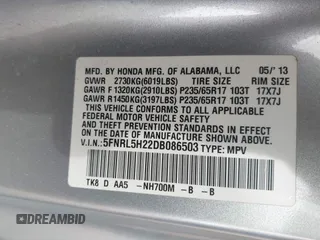 MFD. BY HONDA MFG. OF ALABAMA, LLC 05/'13
GVWR 2730KG(6019LBS) TIRE SIZE RIM SIZE
GAWR F 1320KG(2910LBS) P235/65R17 103T 17X7J
GAWR R1450KG(3197LBS) P235/65R17 103T 17X7J
THIS VEHICLE CONFORMS TO ALL APPLICABLE
FEDERAL MOTOR VEHICLE SAFETY AND
THEFT PREVENTION STANDARDS IN EFFECT ON
THE DATE OF MANUFACTURE SHOWN ABOVE.
V.I.N.: 5FNRL5H22DB086503 TYPE: MPV
TK8 D AA5 -NH700M -B -B
STAT.VIN
EPICBID